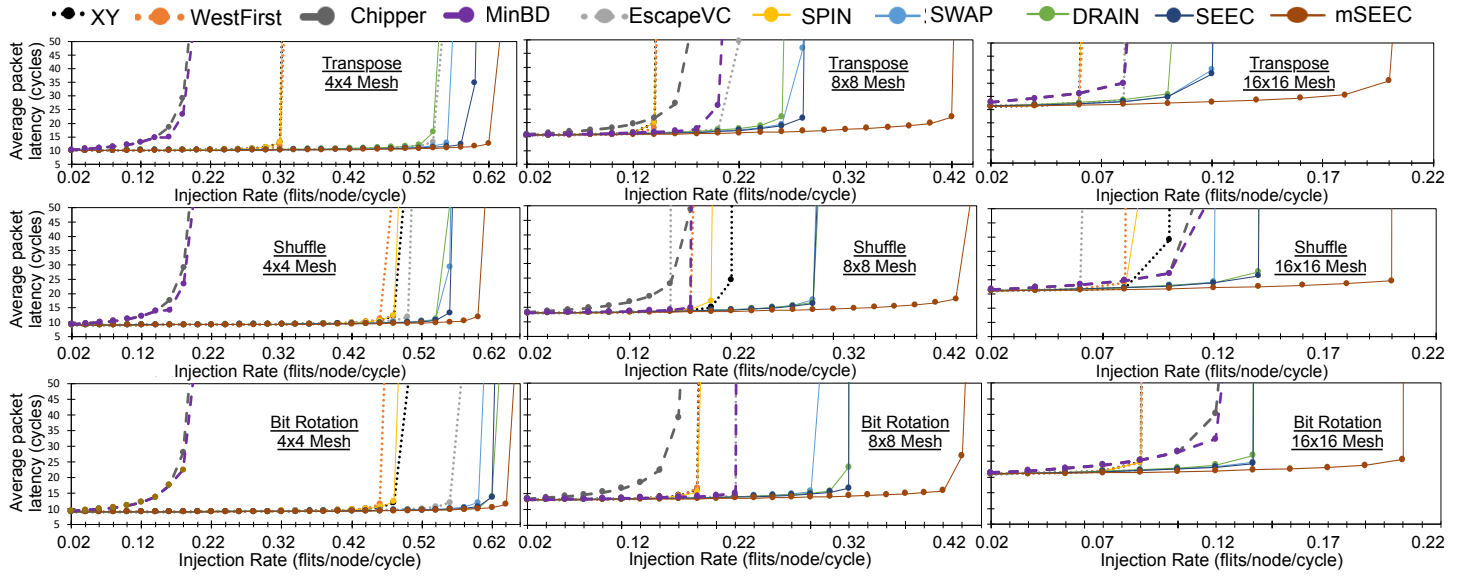 XY WestFirst Chipper MinBD EscapeVC SPIN SWAP DRAIN SEEC mSEEC
Average packet
latency (cycles)
50
45
40
35
30
25
20
15
10
5
Transpose
4x4 Mesh
Transpose
8x8 Mesh
Transpose
16x16 Mesh
0.02 0.12 0.22 0.32 0.42 0.52 0.62
0.12 0.22 0.32 0.42
0.02 0.07 0.12 0.17 0.22
Injection Rate (flits/node/cycle)
Injection Rate (flits/node/cycle)
Injection Rate (flits/node/cycle)
Average packet
latency (cycles)
50
45
40
35
30
25
20
15
10
5
Shuffle
4x4 Mesh
Shuffle
8x8 Mesh
Shuffle
16x16 Mesh
0.02 0.12 0.22 0.32 0.42 0.52 0.62
0.12 0.22 0.32 0.42
0.02 0.07 0.12 0.17 0.22
Injection Rate (flits/node/cycle)
Injection Rate (flits/node/cycle)
Injection Rate (flits/node/cycle)
Average packet
latency (cycles)
50
45
40
35
30
25
20
15
10
5
Bit Rotation
4x4 Mesh
Bit Rotation
8x8 Mesh
Bit Rotation
16x16 Mesh
0.02 0.12 0.22 0.32 0.42 0.52 0.62
0.12 0.22 0.32 0.42
0.02 0.07 0.12 0.17 0.22
Injection Rate (flits/node/cycle)
Injection Rate (flits/node/cycle)
Injection Rate (flits/node/cycle)